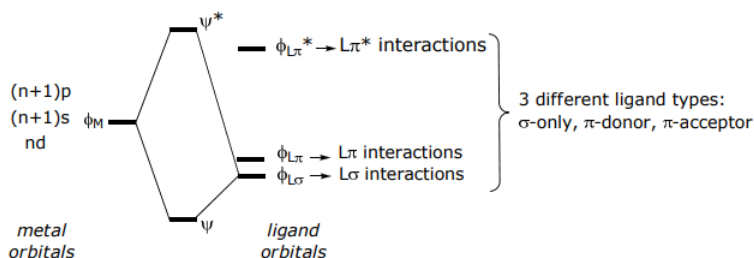 ψ*
ϕLπ* → Lπ* interactions
(n+1)p
(n+1)s ϕM
nd
3 different ligand types:
σ-only, π-donor, π-acceptor
ϕLπ → Lπ interactions
ϕLσ → Lσ interactions
ψ
metal
orbitals
ligand
orbitals